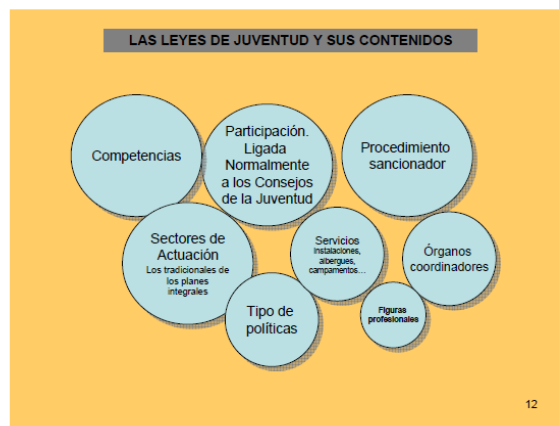 LAS LEYES DE JUVENTUD Y SUS CONTENIDOS
Competencias
Participación.
Ligada
Normalmente
a los Consejos
de la Juventud
Procedimiento
sancionador
Sectores de
Actuación
Los tradicionales de
los planes
integrales
Servicios
instalaciones,
albergues,
campamentos...
Órganos
coordinadores
Tipo de
políticas
Figuras
profesionales
12